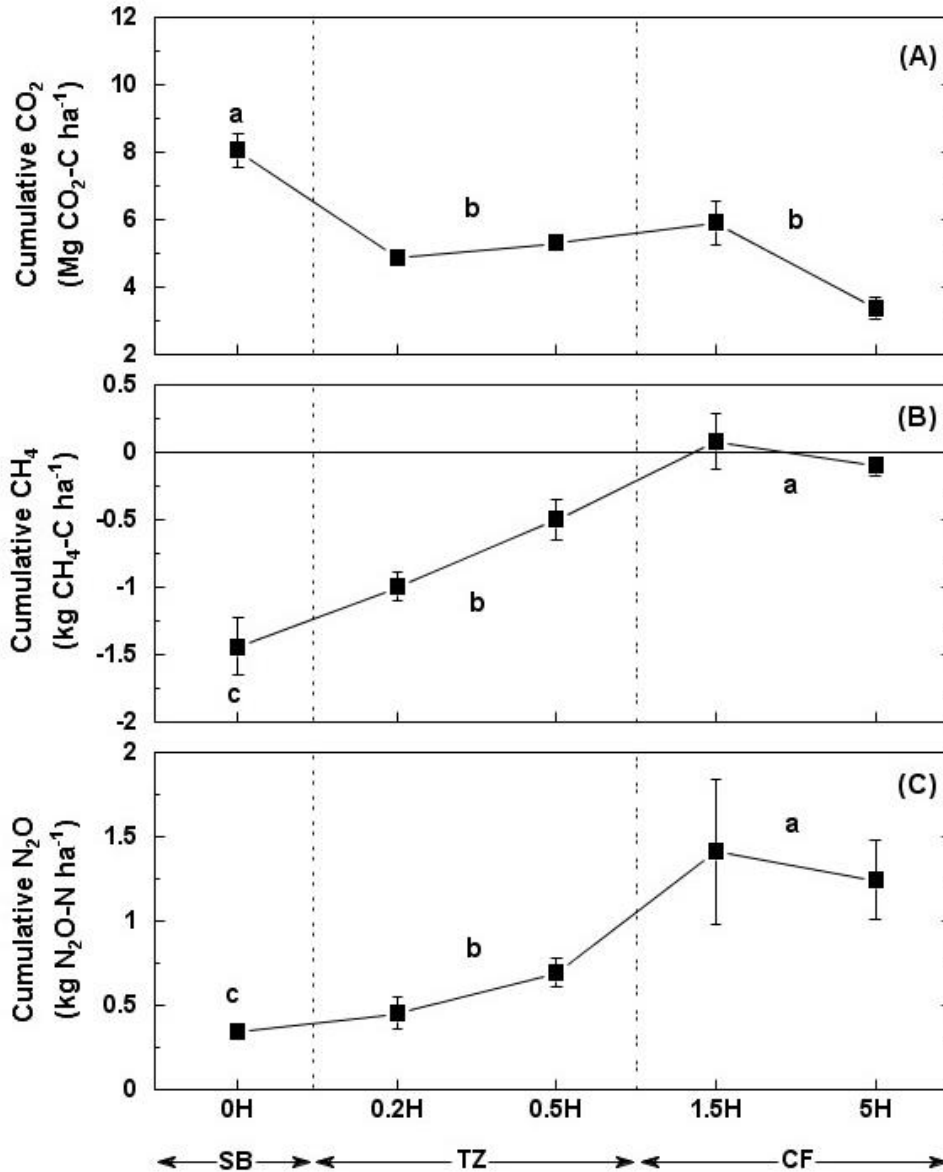 Cumulative CO₂
(Mg CO₂-C ha⁻¹)
12
10
8
6
4
2
(A)
a
b
b
Cumulative CH₄
(kg CH₄-C ha⁻¹)
0.5
0
-0.5
-1
-1.5
-2
(B)
a
b
c
Cumulative N₂O
(kg N₂O-N ha⁻¹)
2
1.5
1
0.5
0
(C)
a
b
c
0H 0.2H 0.5H 1.5H 5H
SB TZ CF